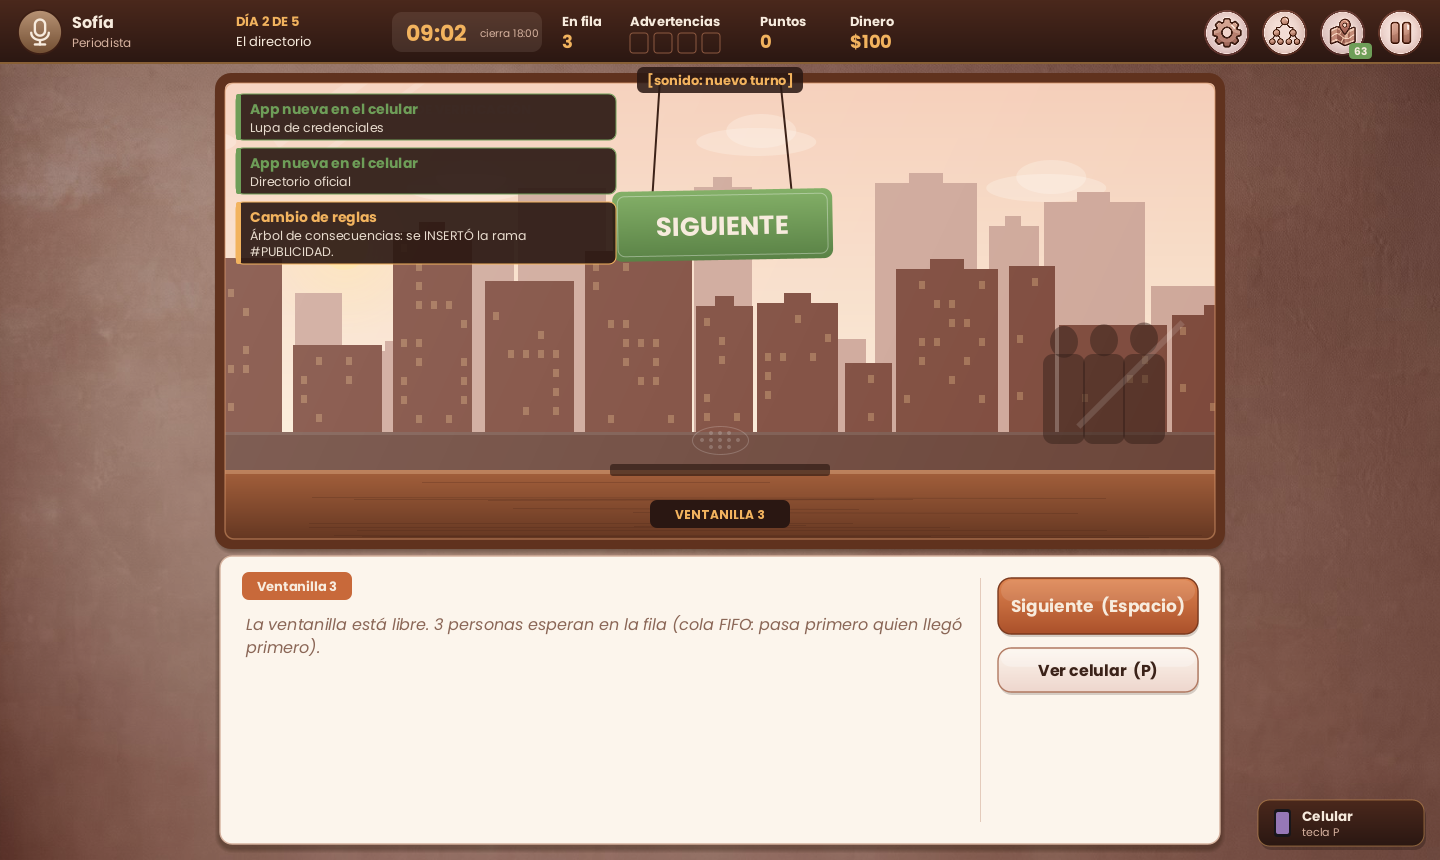 Sofía
Periodista
DÍA 2 DE 5
El directorio
09:02 cierra 18:00
En fila
3
Advertencias
Puntos
0
Dinero
$100
63
[sonido: nuevo turno]
App nueva en el celular
Lupa de credenciales
App nueva en el celular
Directorio oficial
Cambio de reglas
Árbol de consecuencias: se INSERTÓ la rama
#PUBLICIDAD.
SIGUIENTE
VENTANILLA 3
Ventanilla 3
La ventanilla está libre. 3 personas esperan en la fila (cola FIFO: pasa primero quien llegó
primero).
Siguiente (Espacio)
Ver celular (P)
Celular
tecla P